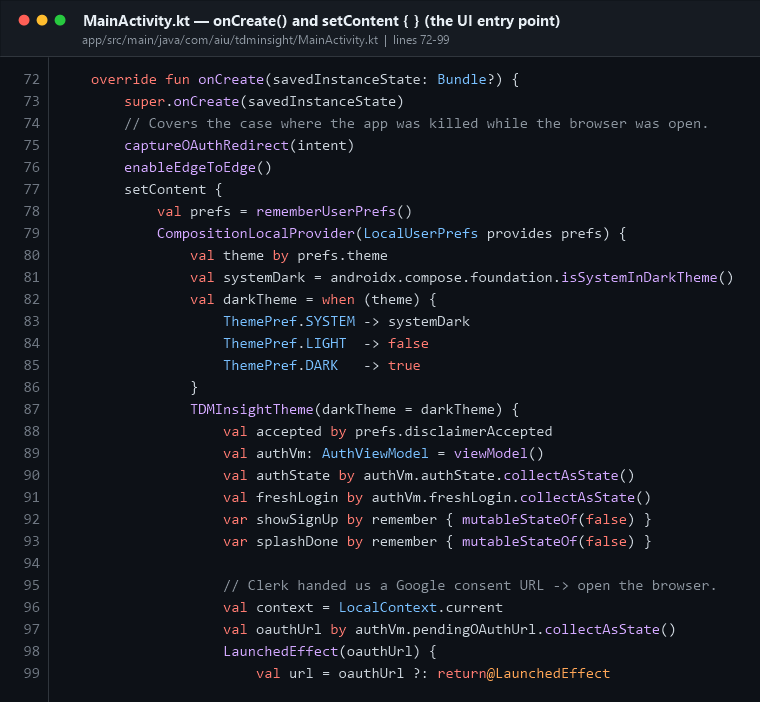 MainActivity.kt — onCreate() and setContent { } (the UI entry point)
app/src/main/java/com/aiu/tdminsight/MainActivity.kt | lines 72-99
72 override fun onCreate(savedInstanceState: Bundle?) {
73 super.onCreate(savedInstanceState)
74 // Covers the case where the app was killed while the browser was open.
75 captureOAuthRedirect(intent)
76 enableEdgeToEdge()
77 setContent {
78 val prefs = rememberUserPrefs()
79 CompositionLocalProvider(LocalUserPrefs provides prefs) {
80 val theme by prefs.theme
81 val systemDark = androidx.compose.foundation.isSystemInDarkTheme()
82 val darkTheme = when (theme) {
83 ThemePref.SYSTEM -> systemDark
84 ThemePref.LIGHT  -> false
85 ThemePref.DARK   -> true
86 }
87 TDMInsightTheme(darkTheme = darkTheme) {
88 val accepted by prefs.disclaimerAccepted
89 val authVm: AuthViewModel = viewModel()
90 val authState by authVm.authState.collectAsState()
91 val freshLogin by authVm.freshLogin.collectAsState()
92 var showSignUp by remember { mutableStateOf(false) }
93 var splashDone by remember { mutableStateOf(false) }
94
95 // Clerk handed us a Google consent URL -> open the browser.
96 val context = LocalContext.current
97 val oauthUrl by authVm.pendingOAuthUrl.collectAsState()
98 LaunchedEffect(oauthUrl) {
99 val url = oauthUrl ?: return@LaunchedEffect